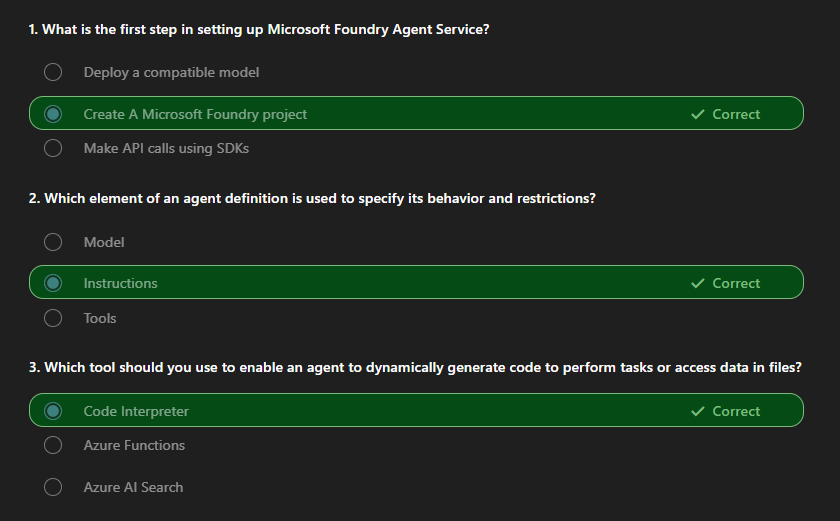 1. What is the first step in setting up Microsoft Foundry Agent Service?
Deploy a compatible model
Create A Microsoft Foundry project
Correct
Make API calls using SDKs
2. Which element of an agent definition is used to specify its behavior and restrictions?
Model
Instructions
Correct
Tools
3. Which tool should you use to enable an agent to dynamically generate code to perform tasks or access data in files?
Code Interpreter
Correct
Azure Functions
Azure AI Search